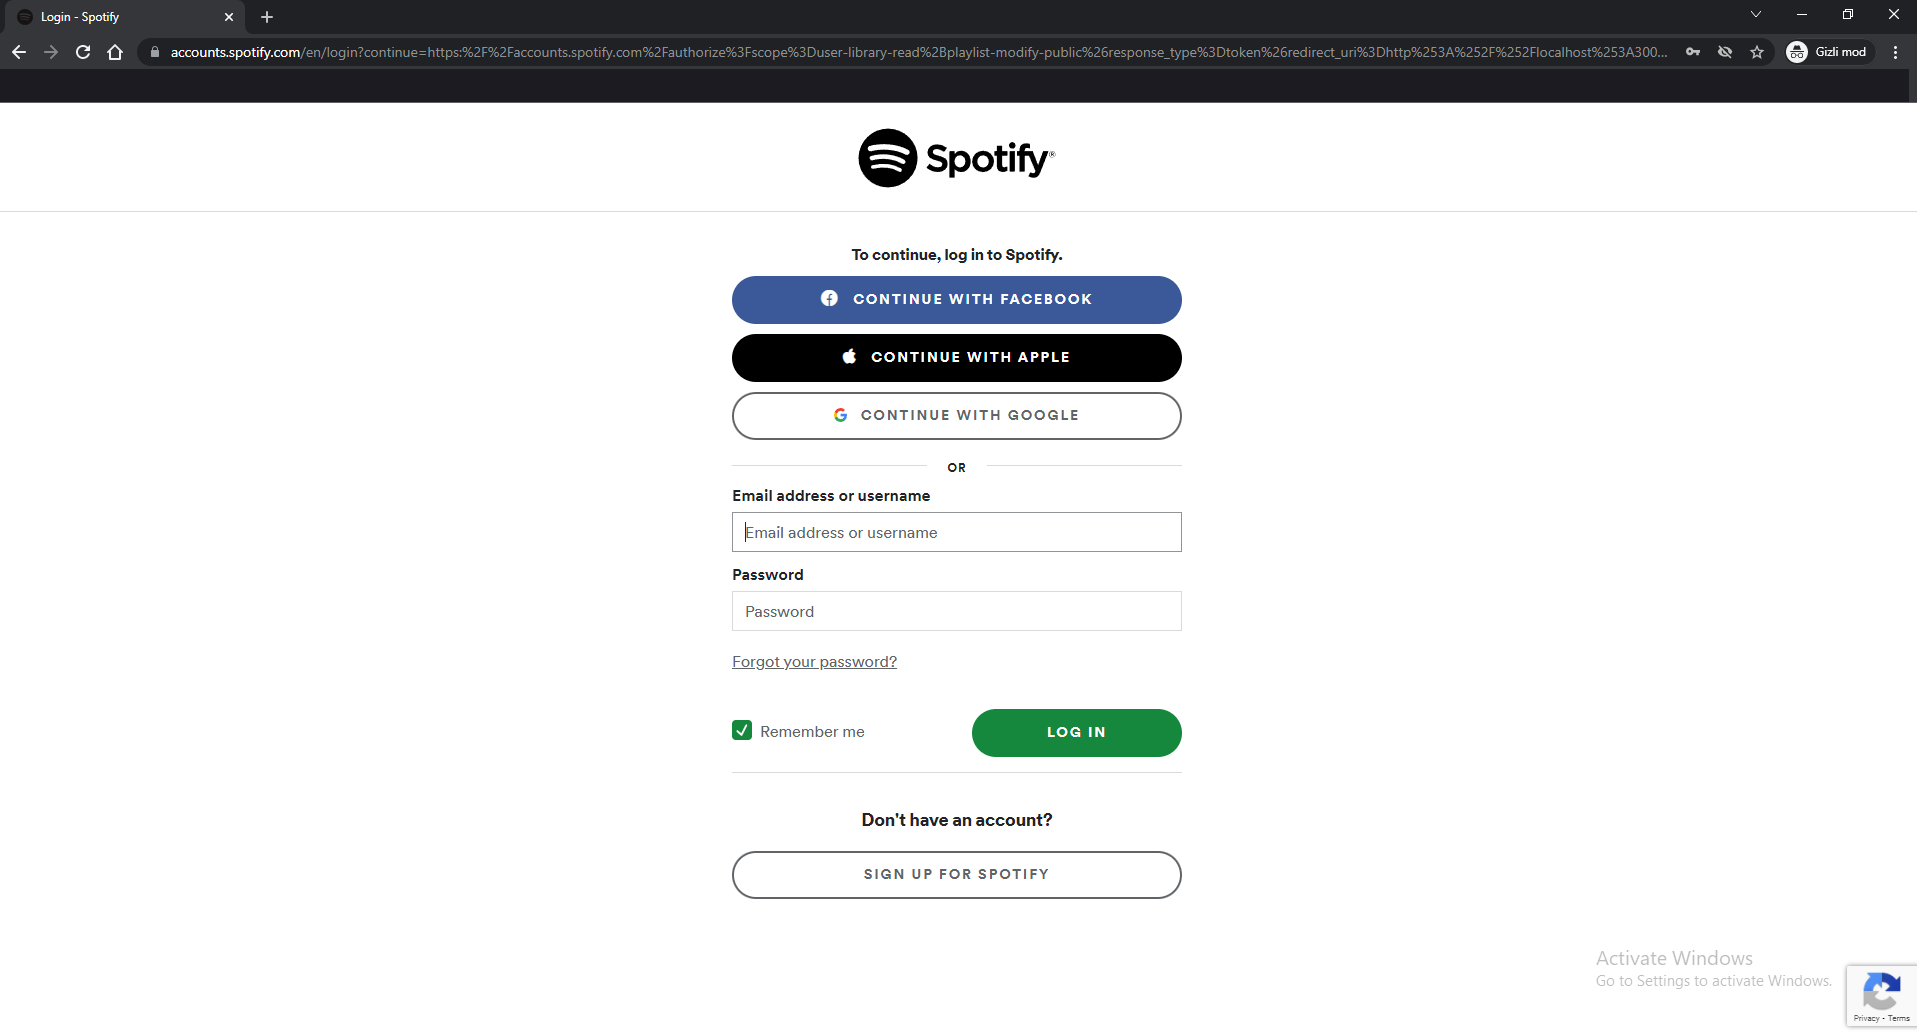 Login - Spotify
accounts.spotify.com/en/login?continue=https:%2F%2Faccounts.spotify.com%2Fauthorize%3Fscope%3Duser-library-read%2Bplaylist-modify-public%26response_type%3Dtoken%26redirect_uri%3Dhttp%253A%252F%252Flocalhost%253A300...
Gizli mod
Spotify®
To continue, log in to Spotify.
CONTINUE WITH FACEBOOK
CONTINUE WITH APPLE
CONTINUE WITH GOOGLE
OR
Email address or username
Email address or username
Password
Password
Forgot your password?
Remember me
LOG IN
Don't have an account?
SIGN UP FOR SPOTIFY
Activate Windows
Go to Settings to activate Windows.
Privacy - Terms